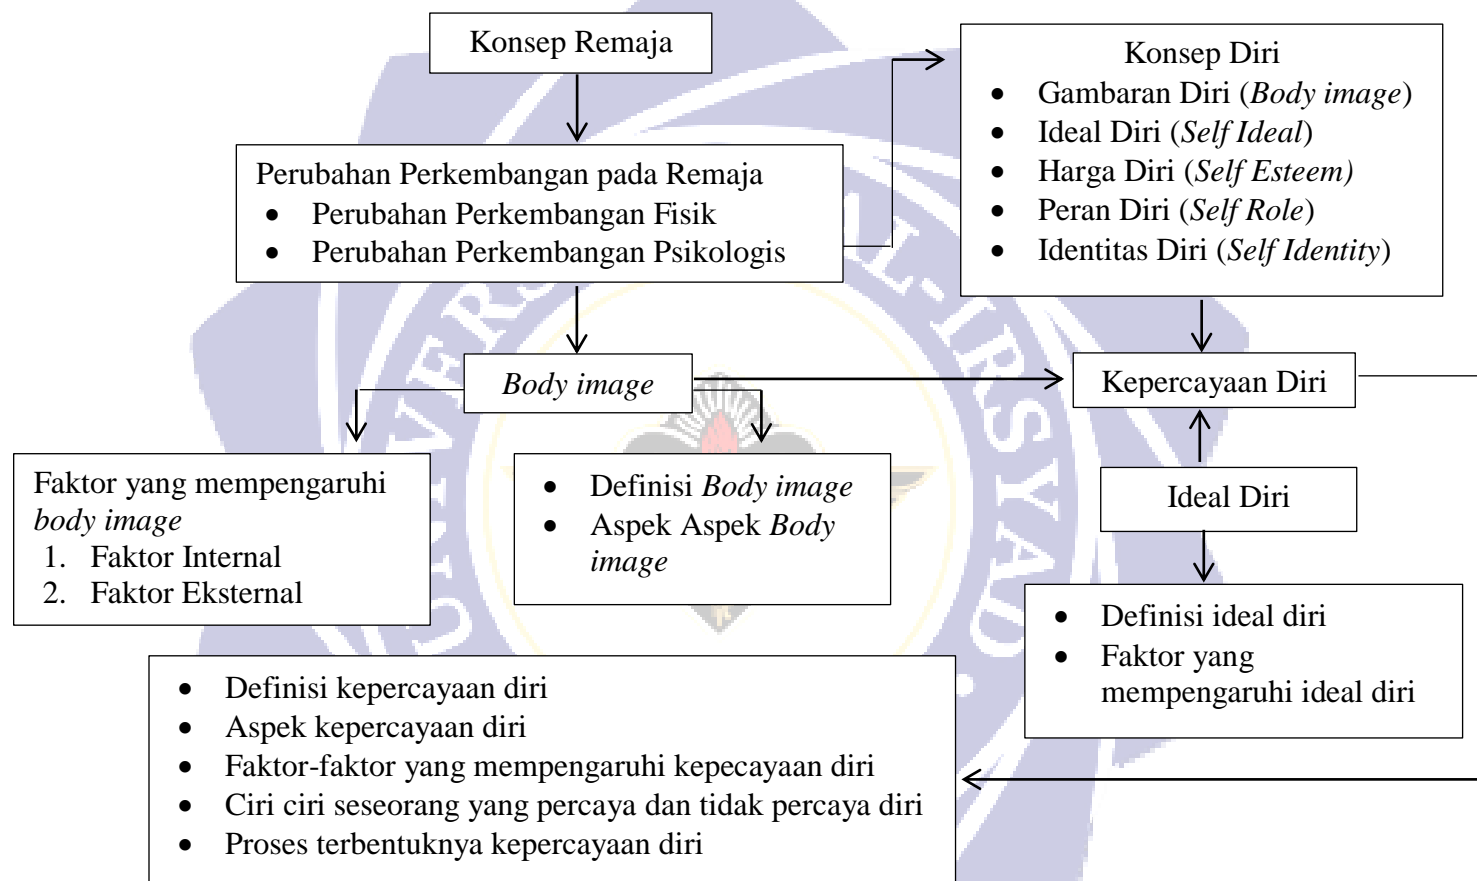 Konsep Remaja
Konsep Diri
• Gambaran Diri (Body image)
• Ideal Diri (Self Ideal)
• Harga Diri (Self Esteem)
• Peran Diri (Self Role)
• Identitas Diri (Self Identity)
Perubahan Perkembangan pada Remaja
• Perubahan Perkembangan Fisik
• Perubahan Perkembangan Psikologis
Body image
Kepercayaan Diri
Faktor yang mempengaruhi
body image
1. Faktor Internal
2. Faktor Eksternal
• Definisi Body image
• Aspek Aspek Body
image
Ideal Diri
• Definisi ideal diri
• Faktor yang
mempengaruhi ideal diri
• Definisi kepercayaan diri
• Aspek kepercayaan diri
• Faktor-faktor yang mempengaruhi kepecayaan diri
• Ciri ciri seseorang yang percaya dan tidak percaya diri
• Proses terbentuknya kepercayaan diri
AL-IRSYAD